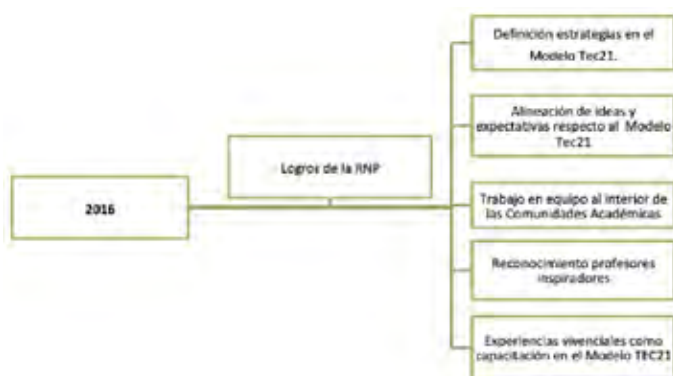 2016
Logros de la RNP
Definición estrategias en el
Modelo Tec21.
Alineación de ideas y
expectativas respecto al Modelo
Tec21
Trabajo en equipo al interior de
las Comunidades Académicas
Reconocimiento profesores
inspiradores
Experiencias vivenciales como
capacitación en el Modelo TEC21